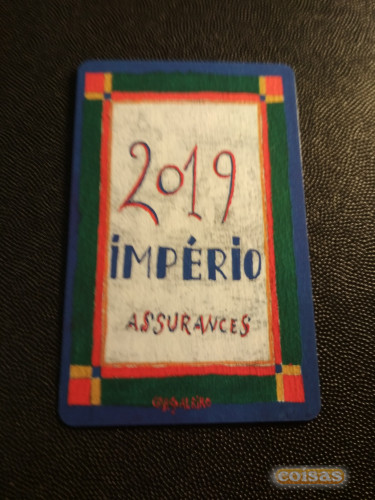 2019
IMPÉRIO
ASSURANCES
coisas